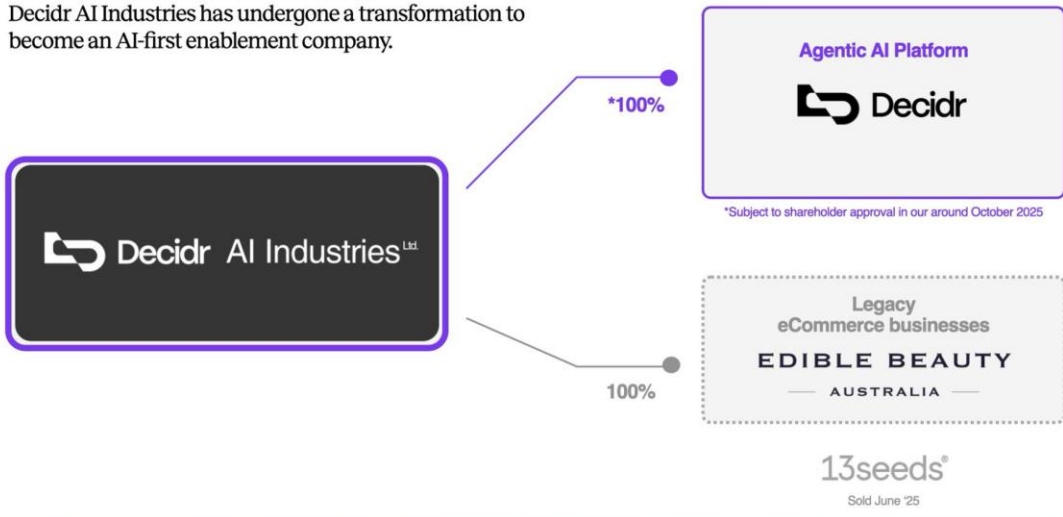 Decidr AI Industries has undergone a transformation to
become an AI-first enablement company.
Agentic AI Platform
Decidr
*100%
*Subject to shareholder approval in our around October 2025
Decidr AI Industries Ltd.
Legacy
eCommerce businesses
EDIBLE BEAUTY
AUSTRALIA
100%
13seeds®
Sold June '25